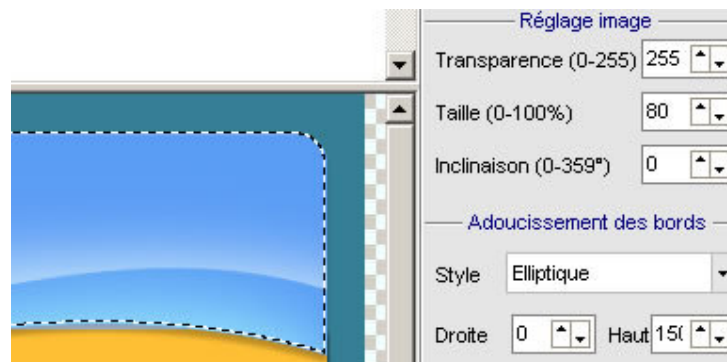 Réglage image
Transparence (0-255) 255
Taille (0-100%) 80
Inclinaison (0-359°) 0
Adoucissement des bords
Style Elliptique
Droite 0 Haut